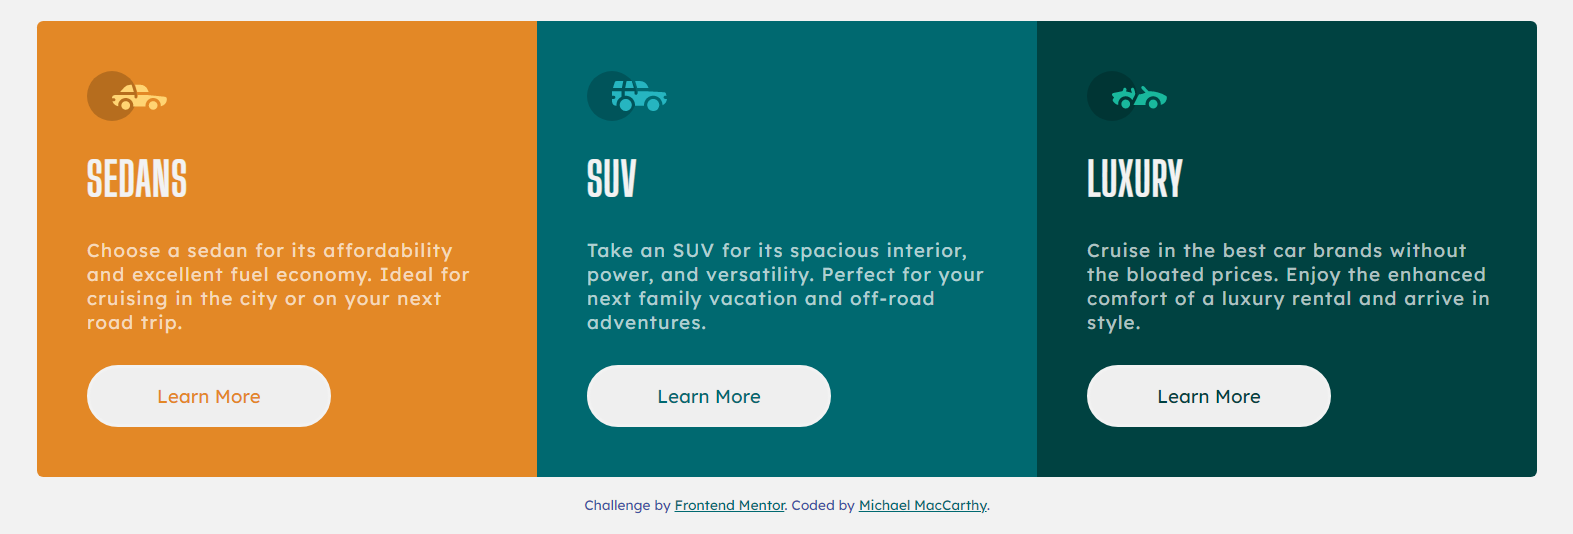 SEDANS
Choose a sedan for its affordability
and excellent fuel economy. Ideal for
cruising in the city or on your next
road trip.
Learn More
SUV
Take an SUV for its spacious interior,
power, and versatility. Perfect for your
next family vacation and off-road
adventures.
Learn More
LUXURY
Cruise in the best car brands without
the bloated prices. Enjoy the enhanced
comfort of a luxury rental and arrive in
style.
Learn More
Challenge by Frontend Mentor. Coded by Michael MacCarthy.